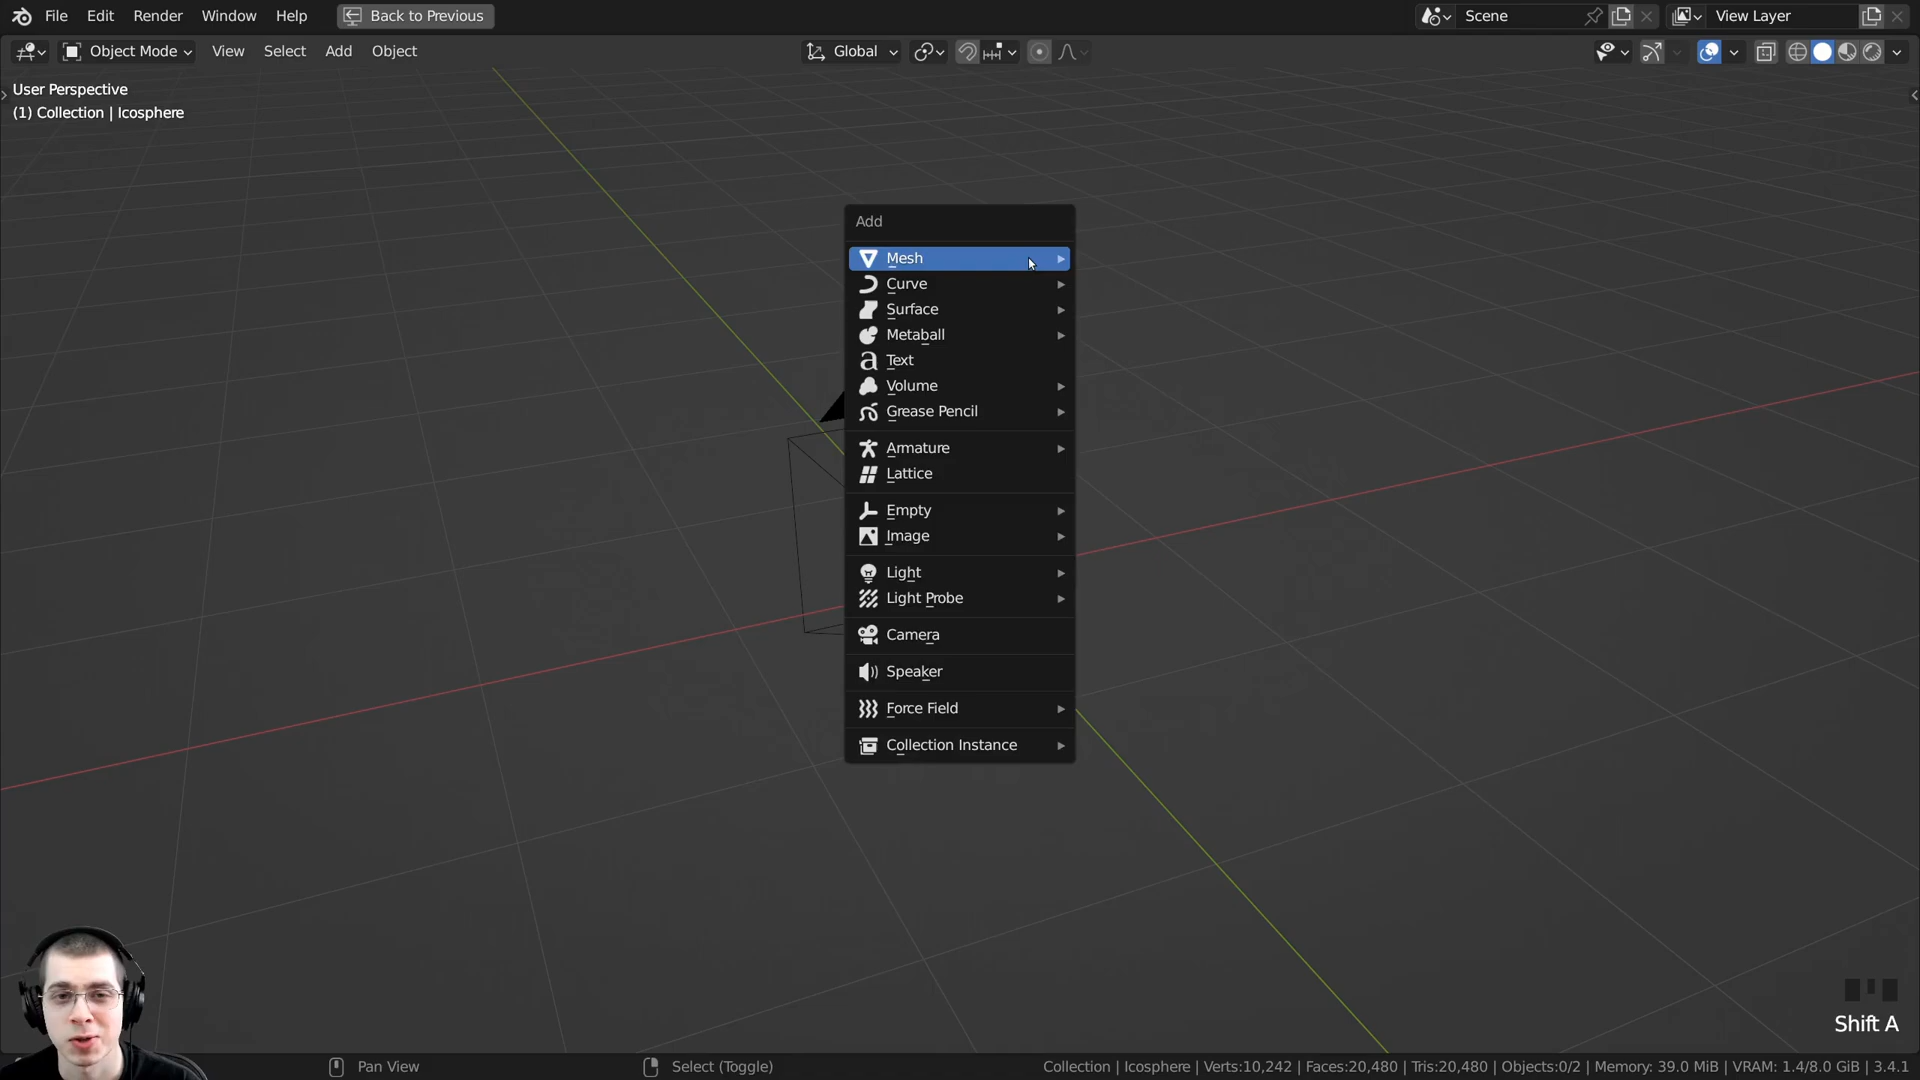 File Edit Render Window Help Back to Previous Scene View Layer
Object Mode View Select Add Object Global
User Perspective
(1) Collection | Icosphere
Add
Mesh
Curve
Surface
Metaball
Text
Volume
Grease Pencil
Armature
Lattice
Empty
Image
Light
Light Probe
Camera
Speaker
Force Field
Collection Instance
Shift A
Pan View Select (Toggle) Collection | Icosphere | Verts:10,242 | Faces:20,480 | Tris:20,480 | Objects:0/2 | Memory: 39.0 MiB | VRAM: 1.4/8.0 GiB | 3.4.1